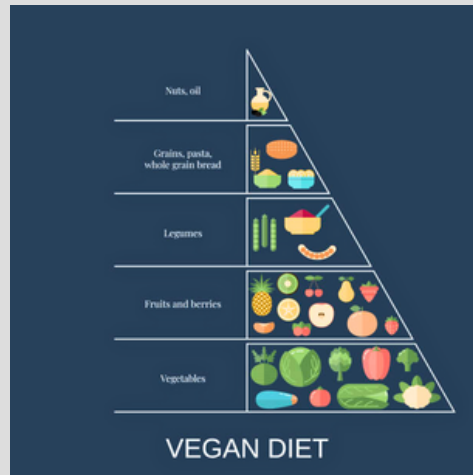 Nuts, oil
Grains, pasta,
whole grain bread
Legumes
Fruits and berries
Vegetables
VEGAN DIET